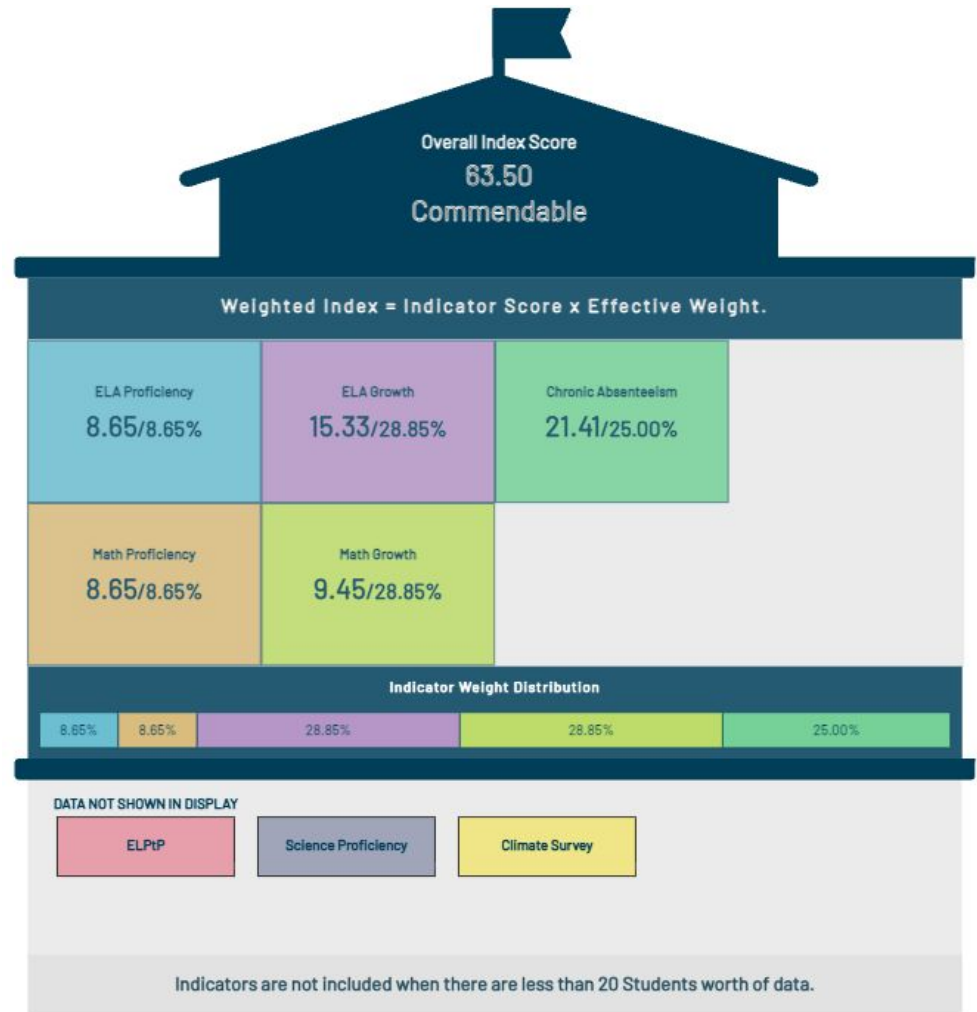 Overall Index Score
63.50
Commendable
Weighted Index = Indicator Score x Effective Weight.
ELA Proficiency
8.65/8.65%
ELA Growth
15.33/28.85%
Chronic Absenteeism
21.41/25.00%
Math Proficiency
8.65/8.65%
Math Growth
9.45/28.85%
Indicator Weight Distribution
8.65% 8.65% 28.85% 28.85% 25.00%
DATA NOT SHOWN IN DISPLAY
ELPtP Science Proficiency Climate Survey
Indicators are not included when there are less than 20 Students worth of data.